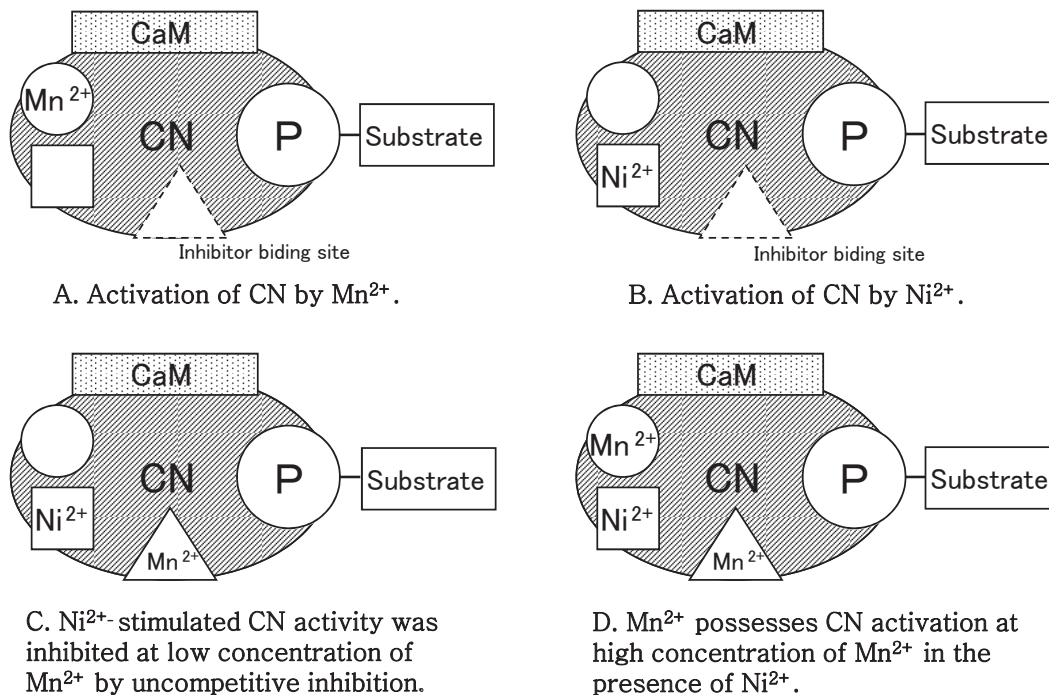 CaM
Mn²⁺
CN
P
Substrate
Inhibitor biding site
A. Activation of CN by Mn²⁺.
CaM
Ni²⁺
CN
P
Substrate
Inhibitor biding site
B. Activation of CN by Ni²⁺.
CaM
Ni²⁺
CN
Mn²⁺
P
Substrate
C. Ni²⁺-stimulated CN activity was
inhibited at low concentration of
Mn²⁺ by uncompetitive inhibition.
CaM
Mn²⁺
Ni²⁺
CN
Mn²⁺
P
Substrate
D. Mn²⁺ possesses CN activation at
high concentration of Mn²⁺ in the
presence of Ni²⁺.